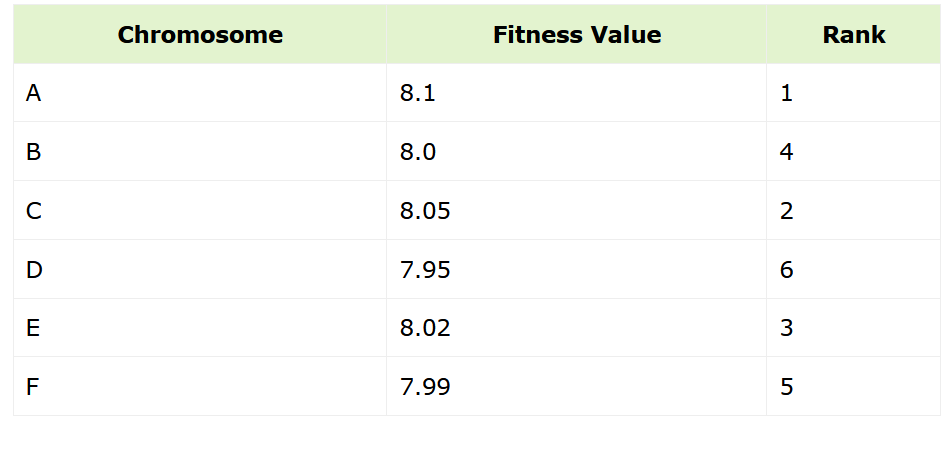 Chromosome Fitness Value Rank
A 8.1 1
B 8.0 4
C 8.05 2
D 7.95 6
E 8.02 3
F 7.99 5